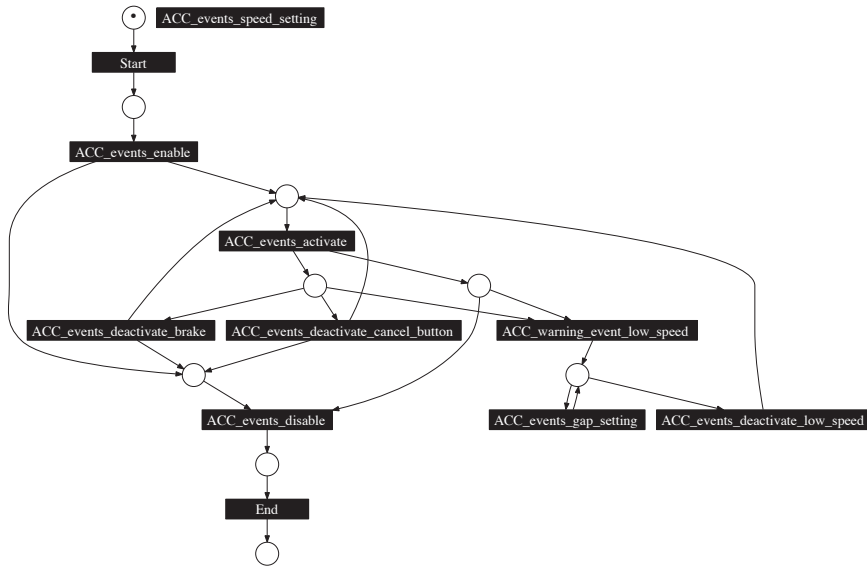 ACC_events_speed_setting
Start
ACC_events_enable
ACC_events_activate
ACC_events_deactivate_brake
ACC_events_deactivate_cancel_button
ACC_warning_event_low_speed
ACC_events_disable
ACC_events_gap_setting
ACC_events_deactivate_low_speed
End